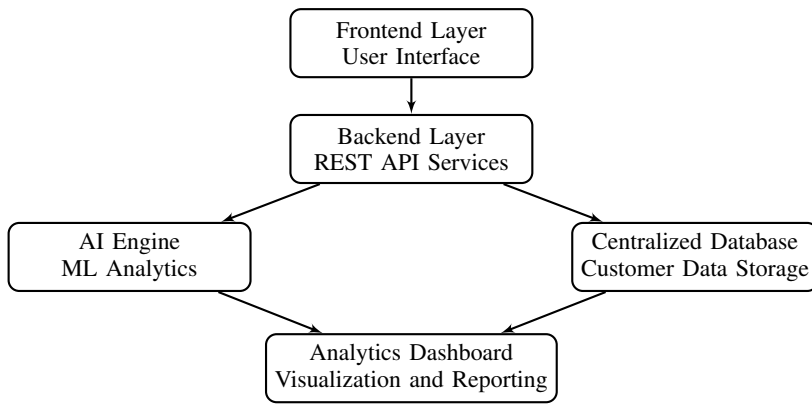 Frontend Layer
User Interface
Backend Layer
REST API Services
AI Engine
ML Analytics
Centralized Database
Customer Data Storage
Analytics Dashboard
Visualization and Reporting